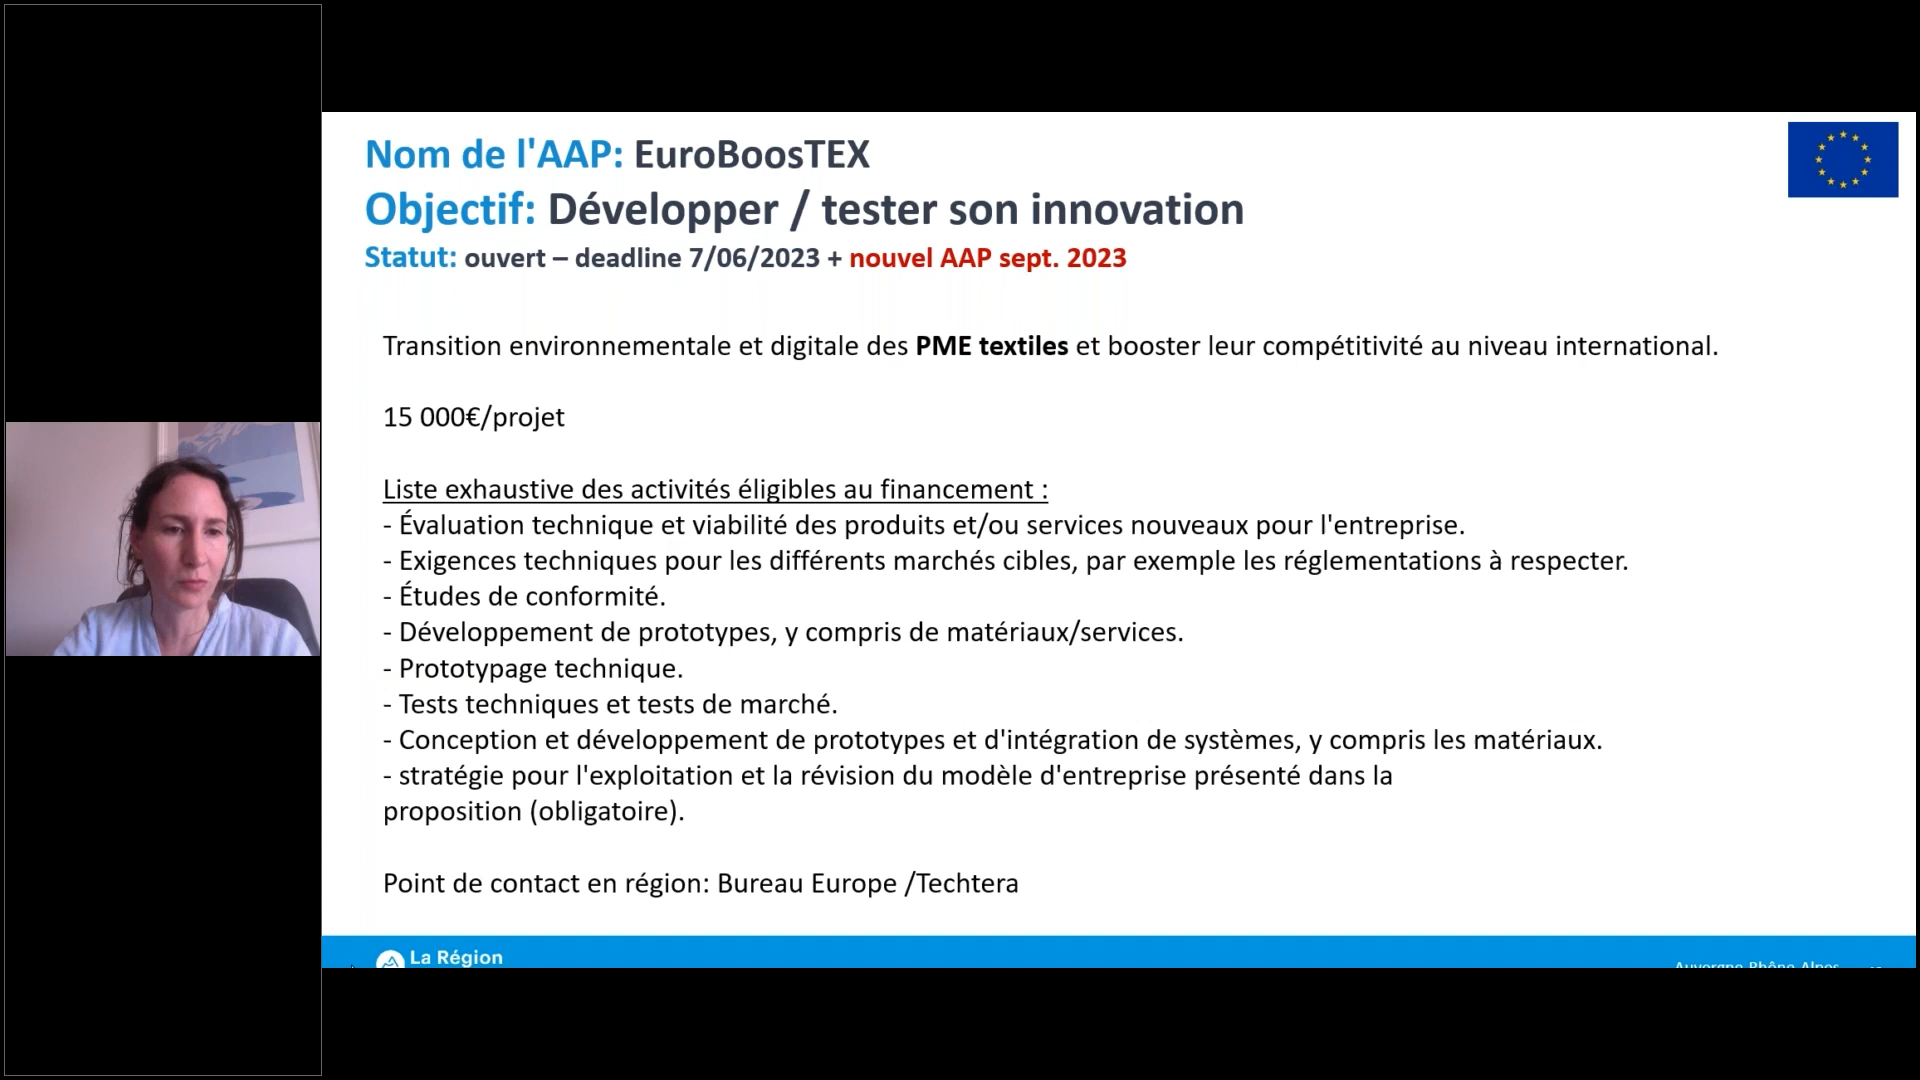 Nom de l'AAP: EuroBoosTEX
Objectif: Développer / tester son innovation
Statut: ouvert – deadline 7/06/2023 + nouvel AAP sept. 2023
Transition environnementale et digitale des PME textiles et booster leur compétitivité au niveau international.
15 000€/projet
Liste exhaustive des activités éligibles au financement :
- Évaluation technique et viabilité des produits et/ou services nouveaux pour l'entreprise.
- Exigences techniques pour les différents marchés cibles, par exemple les réglementations à respecter.
- Études de conformité.
- Développement de prototypes, y compris de matériaux/services.
- Prototypage technique.
- Tests techniques et tests de marché.
- Conception et développement de prototypes et d'intégration de systèmes, y compris les matériaux.
- stratégie pour l'exploitation et la révision du modèle d'entreprise présenté dans la
proposition (obligatoire).
Point de contact en région: Bureau Europe /Techtera
La Région
Auvergne-Rhône-Alpes